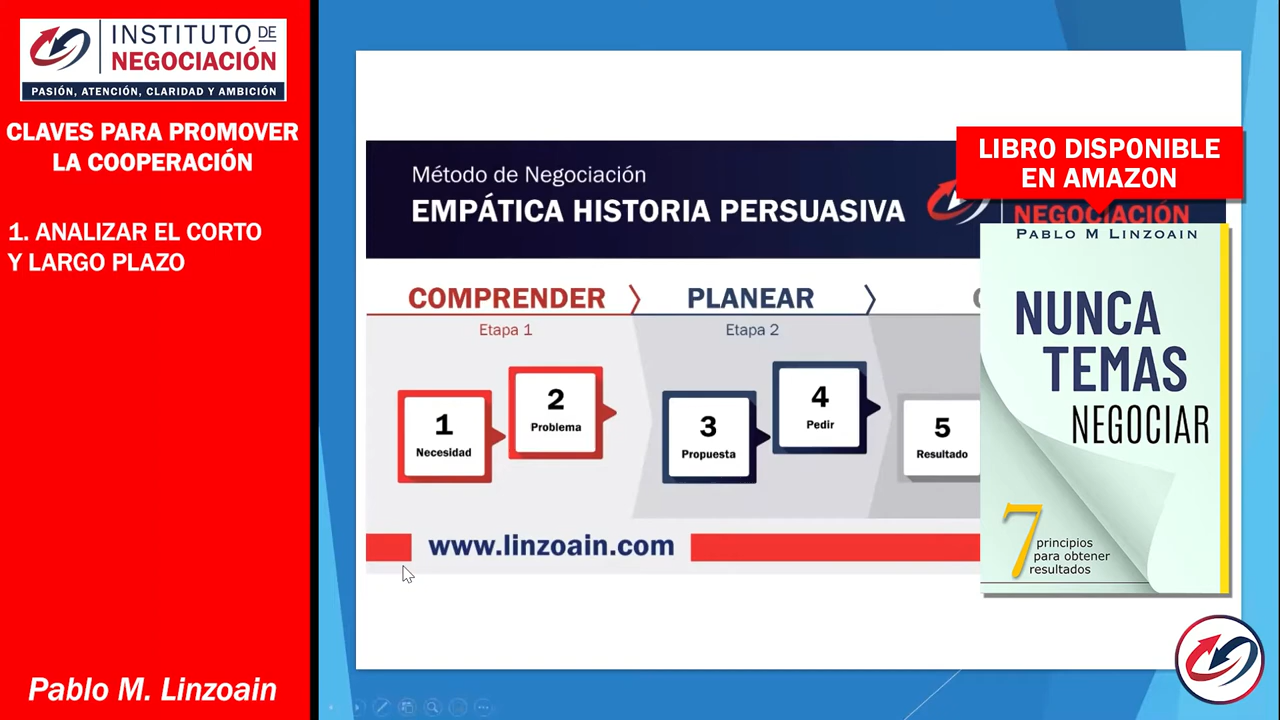 INSTITUTO DE
NEGOCIACIÓN
PASIÓN, ATENCIÓN, CLARIDAD Y AMBICIÓN
CLAVES PARA PROMOVER
LA COOPERACIÓN
1. ANALIZAR EL CORTO
Y LARGO PLAZO
Pablo M. Linzoain
Método de Negociación
EMPÁTICA HISTORIA PERSUASIVA
NEGOCIACIÓN
COMPRENDER
Etapa 1
PLANEAR
Etapa 2
1
Necesidad
2
Problema
3
Propuesta
4
Pedir
5
Resultado
www.linzoain.com
LIBRO DISPONIBLE
EN AMAZON
PABLO M LINZOAIN
NUNCA
TEMAS
NEGOCIAR
7 principios
para obtener
resultados